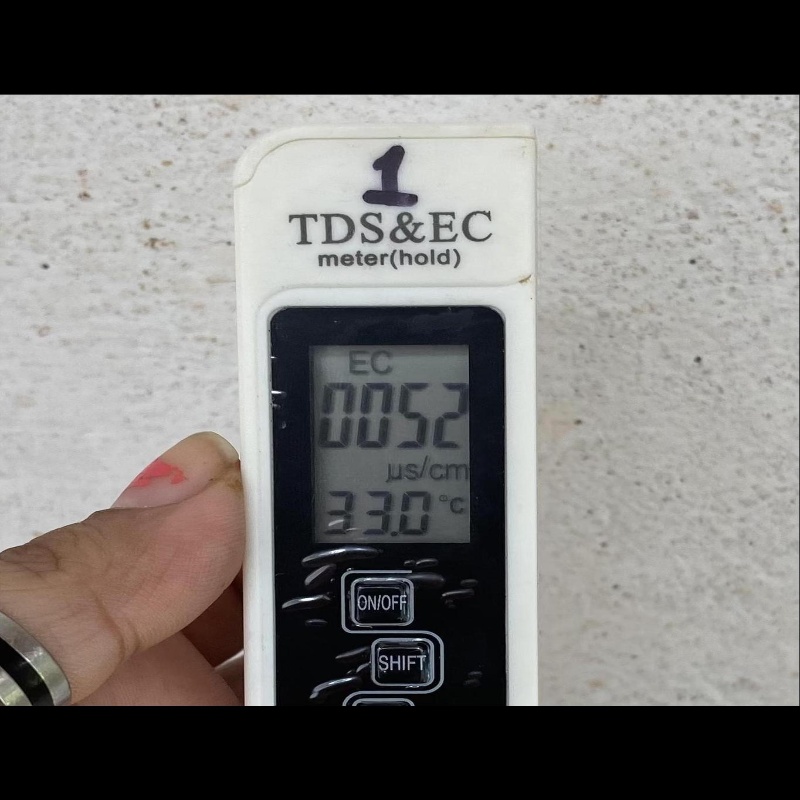 1
TDS&EC
meter(hold)
EC
0052
µs/cm
33.0 °c
ON/OFF
SHIFT